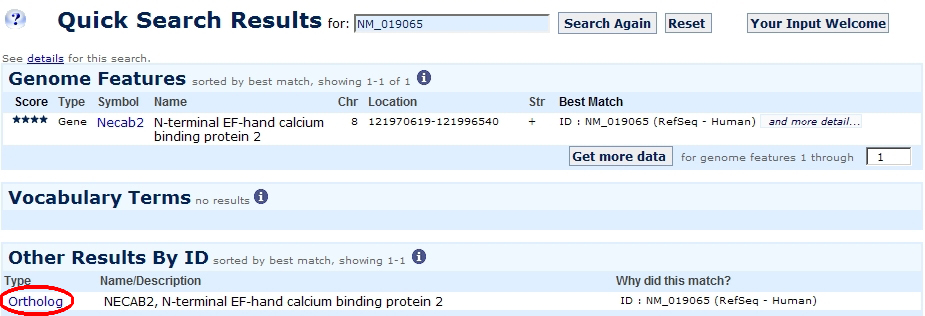 ? Quick Search Results for: NM_019065 Search Again Reset Your Input Welcome
See details for this search.
Genome Features sorted by best match, showing 1-1 of 1 i
Score Type Symbol Name Chr Location Str Best Match
★★★★ Gene Necab2 N-terminal EF-hand calcium 8 121970619-121996540 + ID : NM_019065 (RefSeq - Human) and more detail...
binding protein 2
Get more data for genome features 1 through 1
Vocabulary Terms no results i
Other Results By ID sorted by best match, showing 1-1 i
Type Name/Description Why did this match?
Ortholog NECAB2, N-terminal EF-hand calcium binding protein 2 ID : NM_019065 (RefSeq - Human)